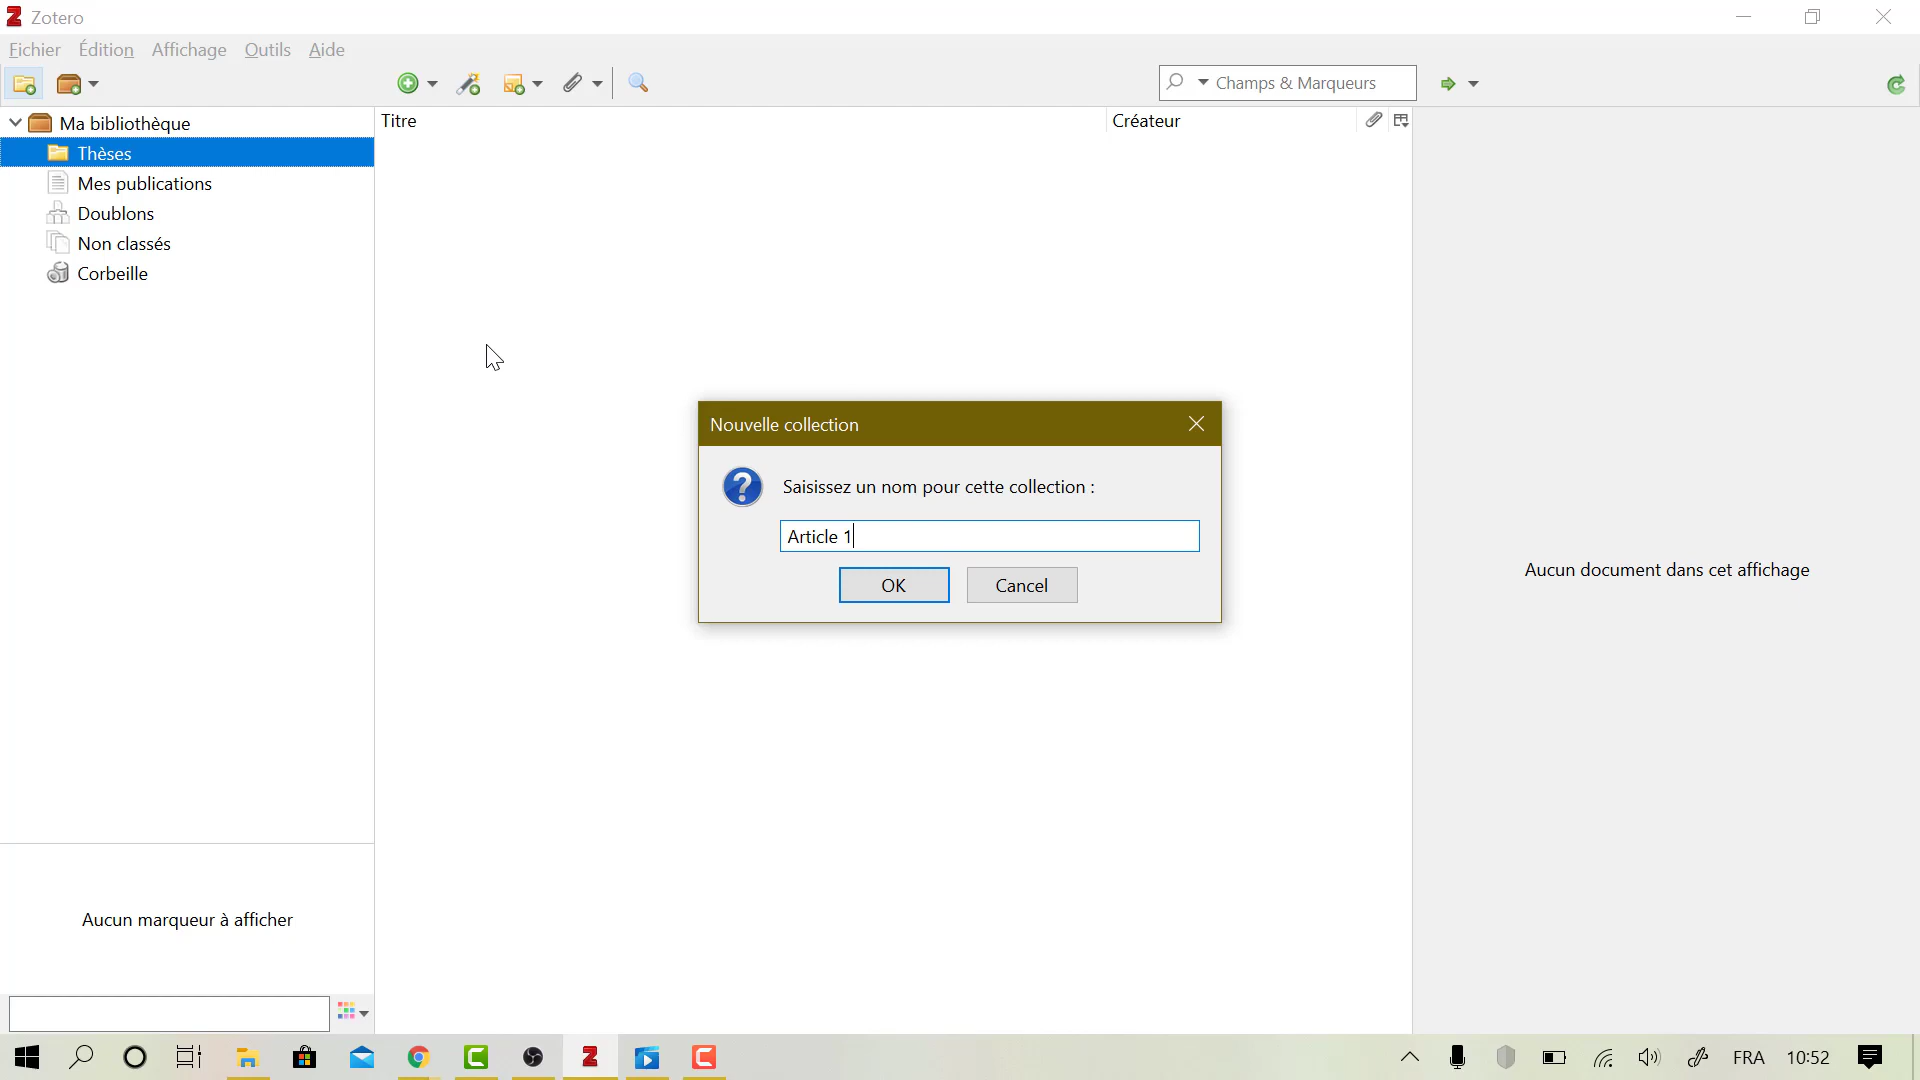 Zotero
Fichier Édition Affichage Outils Aide
Champs & Marqueurs
Ma bibliothèque
Titre
Créateur
Thèses
Mes publications
Doublons
Non classés
Corbeille
Nouvelle collection
Saisissez un nom pour cette collection :
Article 1
OK
Cancel
Aucun document dans cet affichage
Aucun marqueur à afficher
FRA
10:52